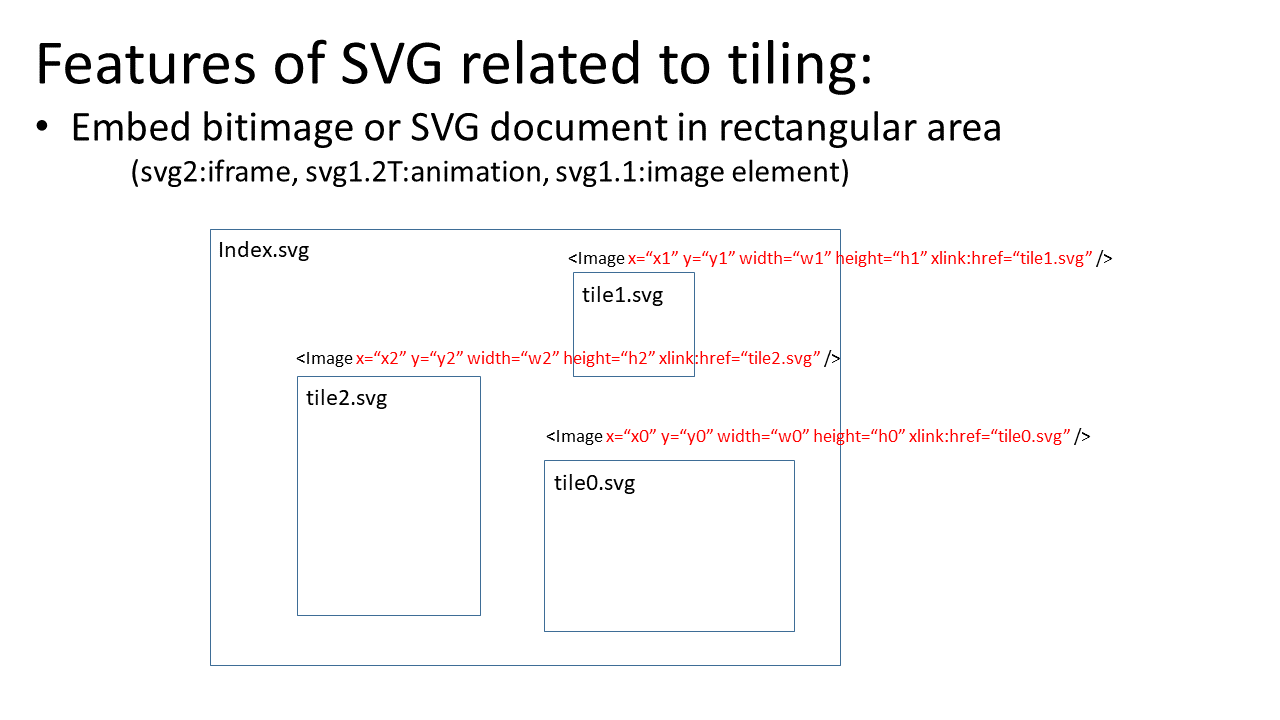 Features of SVG related to tiling:
• Embed bitimage or SVG document in rectangular area
(svg2:iframe, svg1.2T:animation, svg1.1:image element)
Index.svg
<Image x=“x1” y=“y1” width=“w1” height=“h1” xlink:href=“tile1.svg” />
tile1.svg
<Image x=“x2” y=“y2” width=“w2” height=“h2” xlink:href=“tile2.svg” />
tile2.svg
<Image x=“x0” y=“y0” width=“w0” height=“h0” xlink:href=“tile0.svg” />
tile0.svg